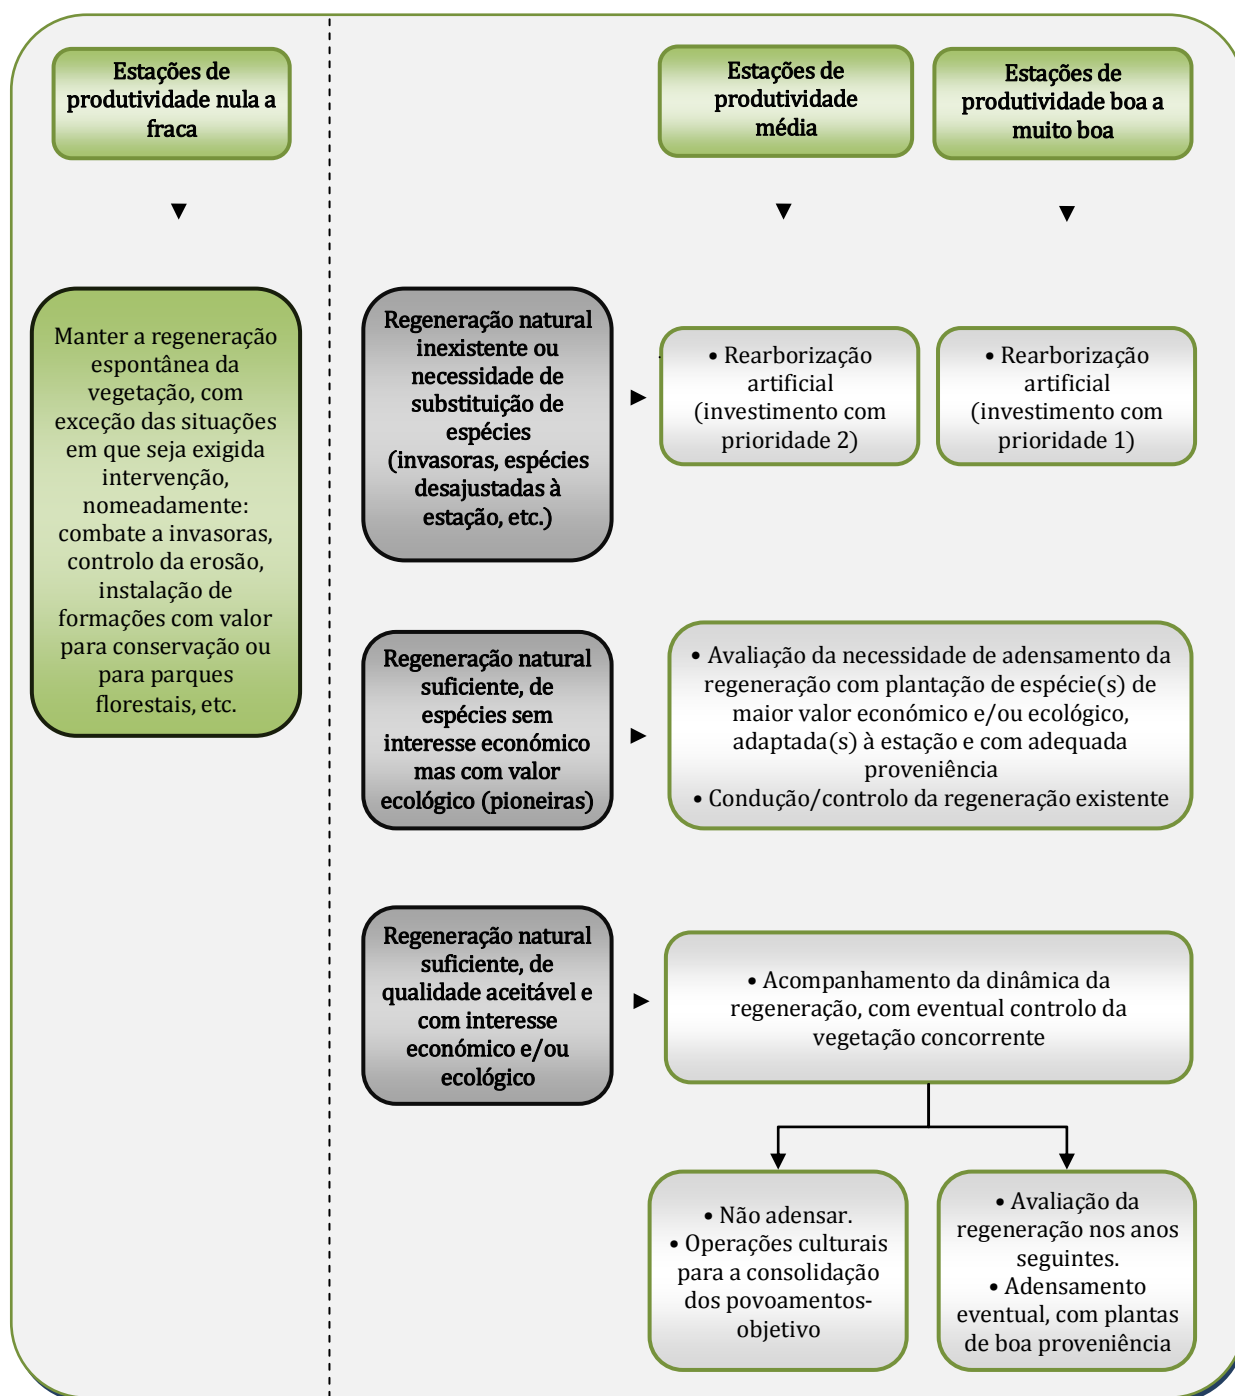 Estações de
produtividade nula a
fraca
Estações de
produtividade
média
Estações de
produtividade boa a
muito boa
Manter a regeneração
espontânea da
vegetação, com
exceção das situações
em que seja exigida
intervenção,
nomeadamente:
combate a invasoras,
controlo da erosão,
instalação de
formações com valor
para conservação ou
para parques
florestais, etc.
Regeneração natural
inexistente ou
necessidade de
substituição de
espécies
(invasoras, espécies
desajustadas à
estação, etc.)
• Rearborização
artificial
(investimento com
prioridade 2)
• Rearborização
artificial
(investimento com
prioridade 1)
Regeneração natural
suficiente, de
espécies sem
interesse económico
mas com valor
ecológico (pioneiras)
• Avaliação da necessidade de adensamento da
regeneração com plantação de espécie(s) de
maior valor económico e/ou ecológico,
adaptada(s) à estação e com adequada
proveniência
• Condução/controlo da regeneração existente
Regeneração natural
suficiente, de
qualidade aceitável e
com interesse
económico e/ou
ecológico
• Acompanhamento da dinâmica da
regeneração, com eventual controlo da
vegetação concorrente
• Não adensar.
• Operações culturais
para a consolidação
dos povoamentos-
objetivo
• Avaliação da
regeneração nos anos
seguintes.
• Adensamento
eventual, com plantas
de boa proveniência